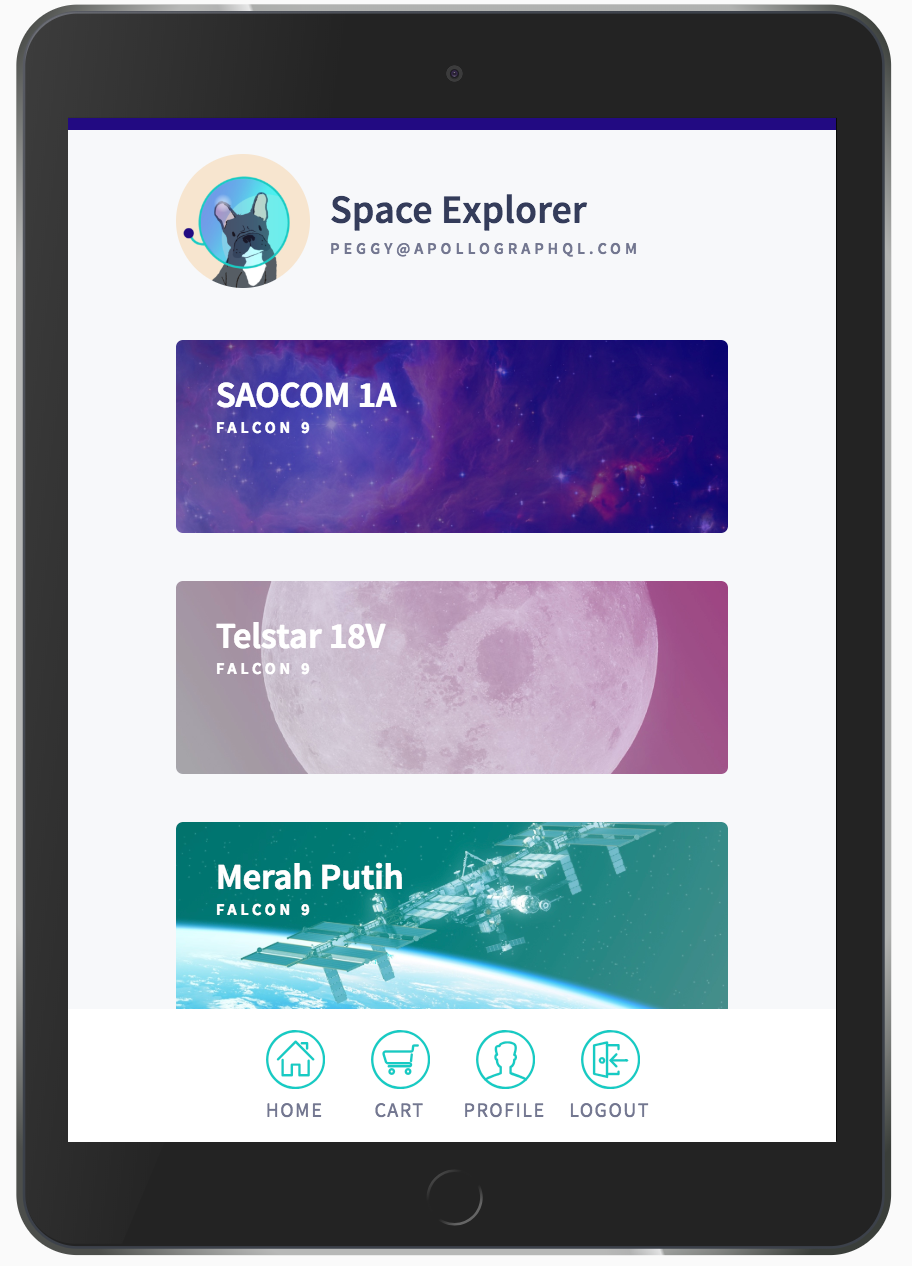 Space Explorer
PEGGY@APOLLOGRAPHQL.COM
SAOCOM 1A
FALCON 9
Telstar 18V
FALCON 9
Merah Putih
FALCON 9
HOME CART PROFILE LOGOUT